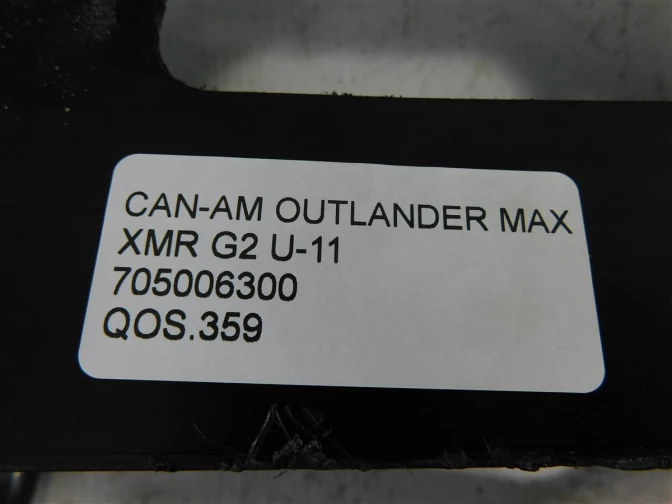 CAN-AM OUTLANDER MAX
XMR G2 U-11
705006300
QOS.359